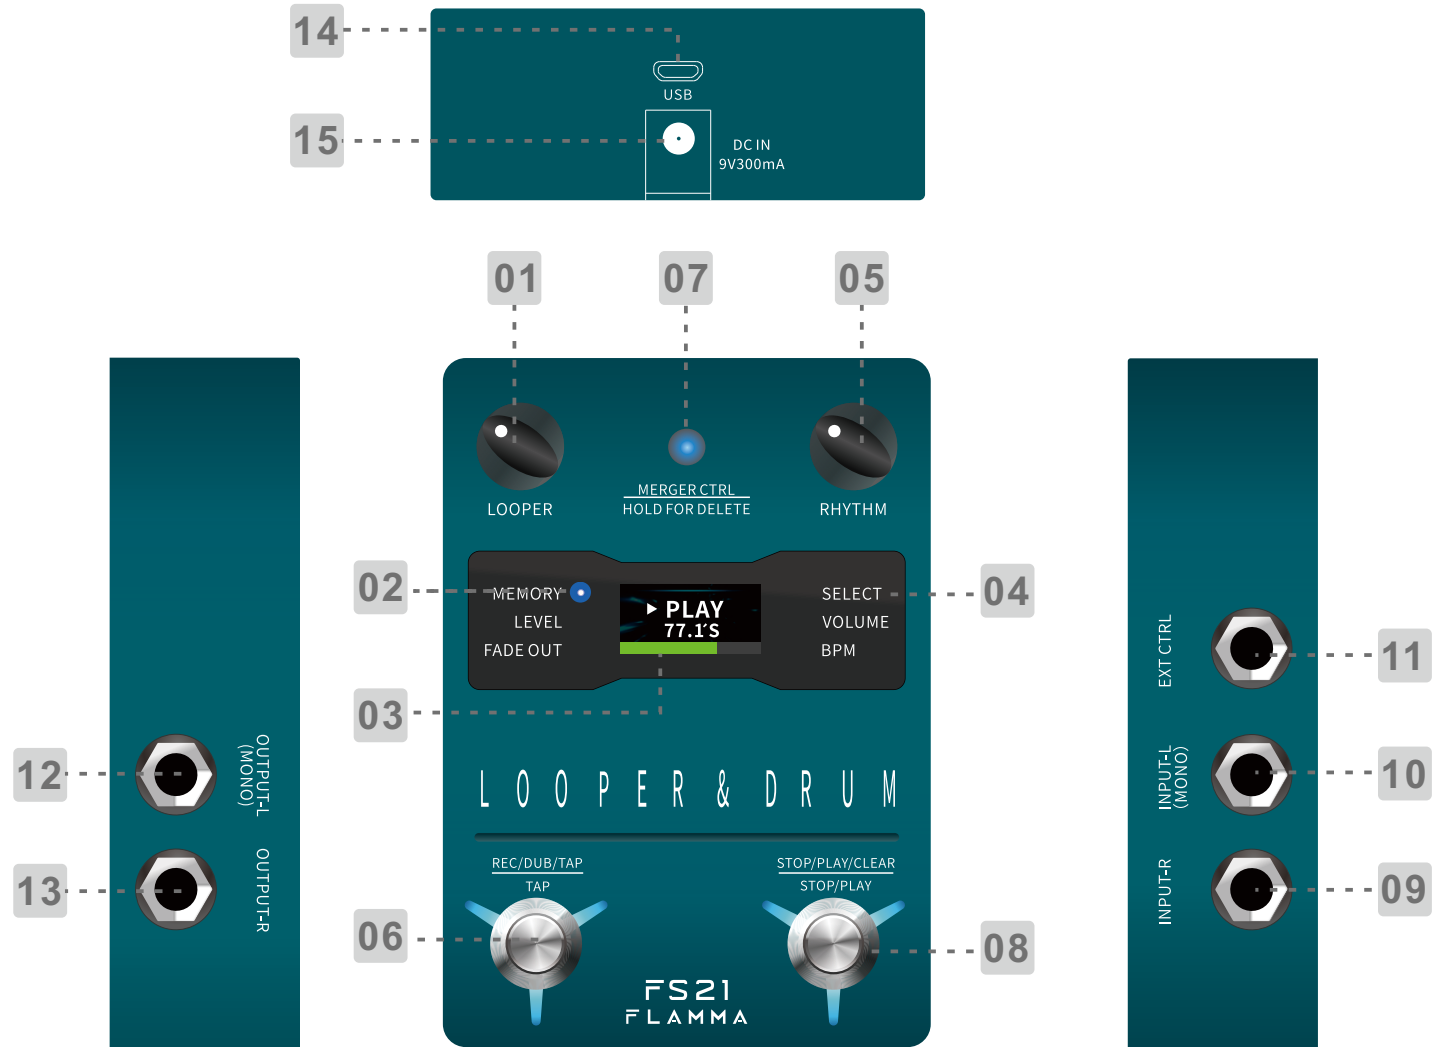 14
USB
15
DC IN
9V300mA
01
07
05
LOOPER
MERGER CTRL
HOLD FOR DELETE
RHYTHM
02
MEMORY
LEVEL
FADE OUT
PLAY
77.1'S
SELECT
VOLUME
BPM
04
03
LOOPER & DRUM
REC/DUB/TAP
TAP
STOP/PLAY/CLEAR
STOP/PLAY
06
08
FS21
FLAMMA
12
OUTPUT-L
(MONO)
13
OUTPUT-R
EXT CTRL
11
INPUT-L
(MONO)
10
INPUT-R
09